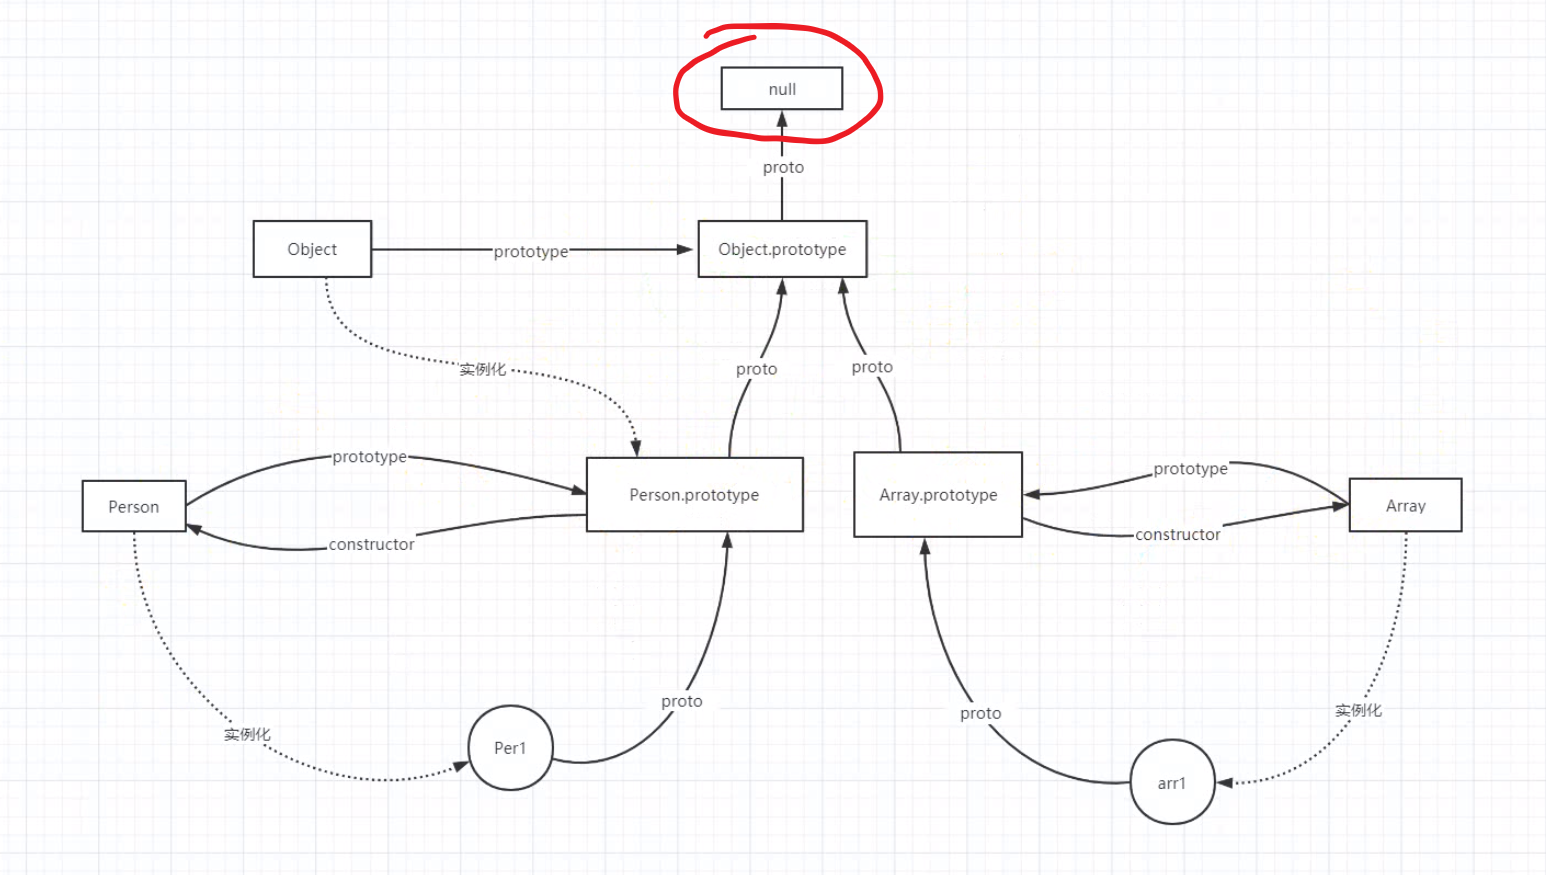 null
proto
Object
prototype
Object.prototype
实例化
proto
proto
prototype
Person
Person.prototype
constructor
Array.prototype
prototype
constructor
Array
实例化
Per1
proto
proto
实例化
arr1